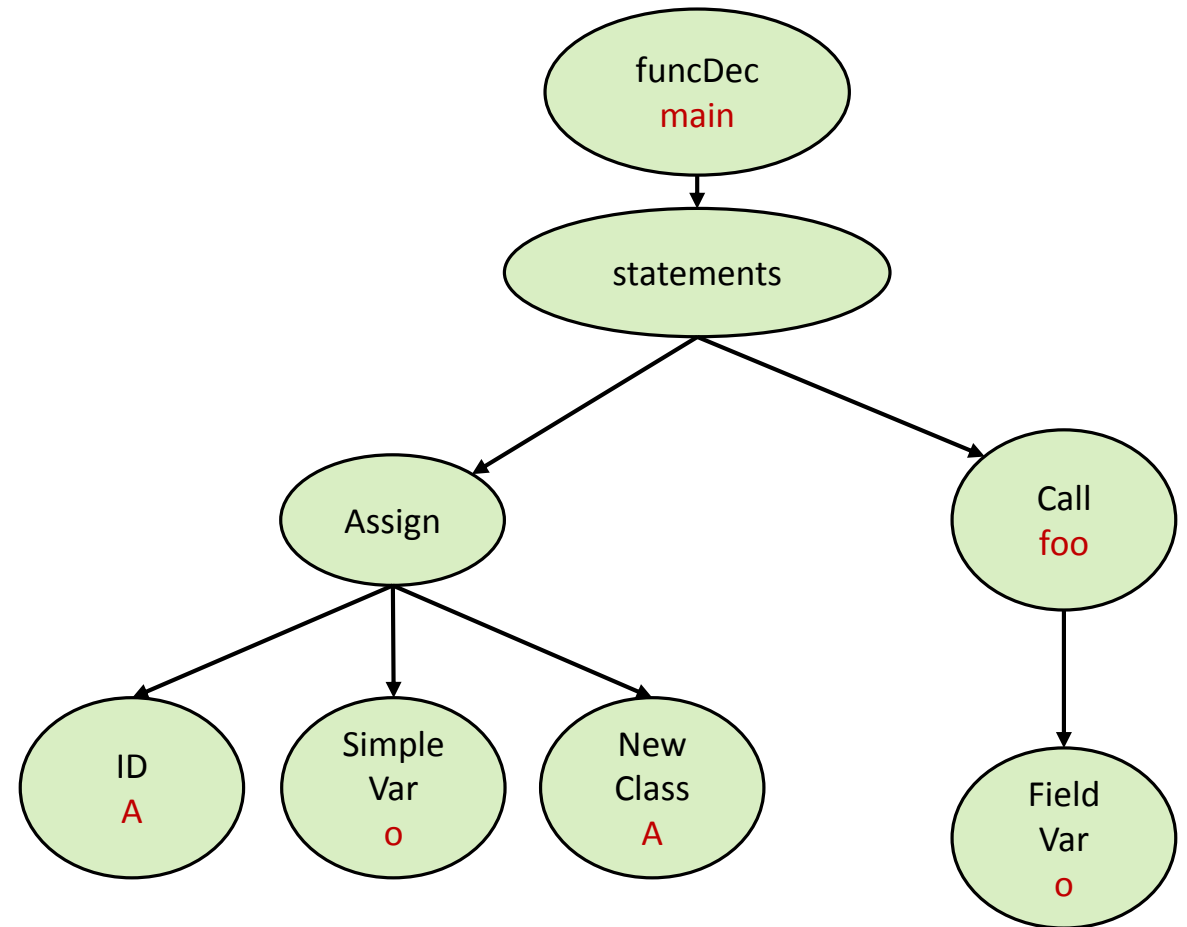 funcDec
main
statements
Assign
Call
foo
ID
A
Simple
Var
o
New
Class
A
Field
Var
o